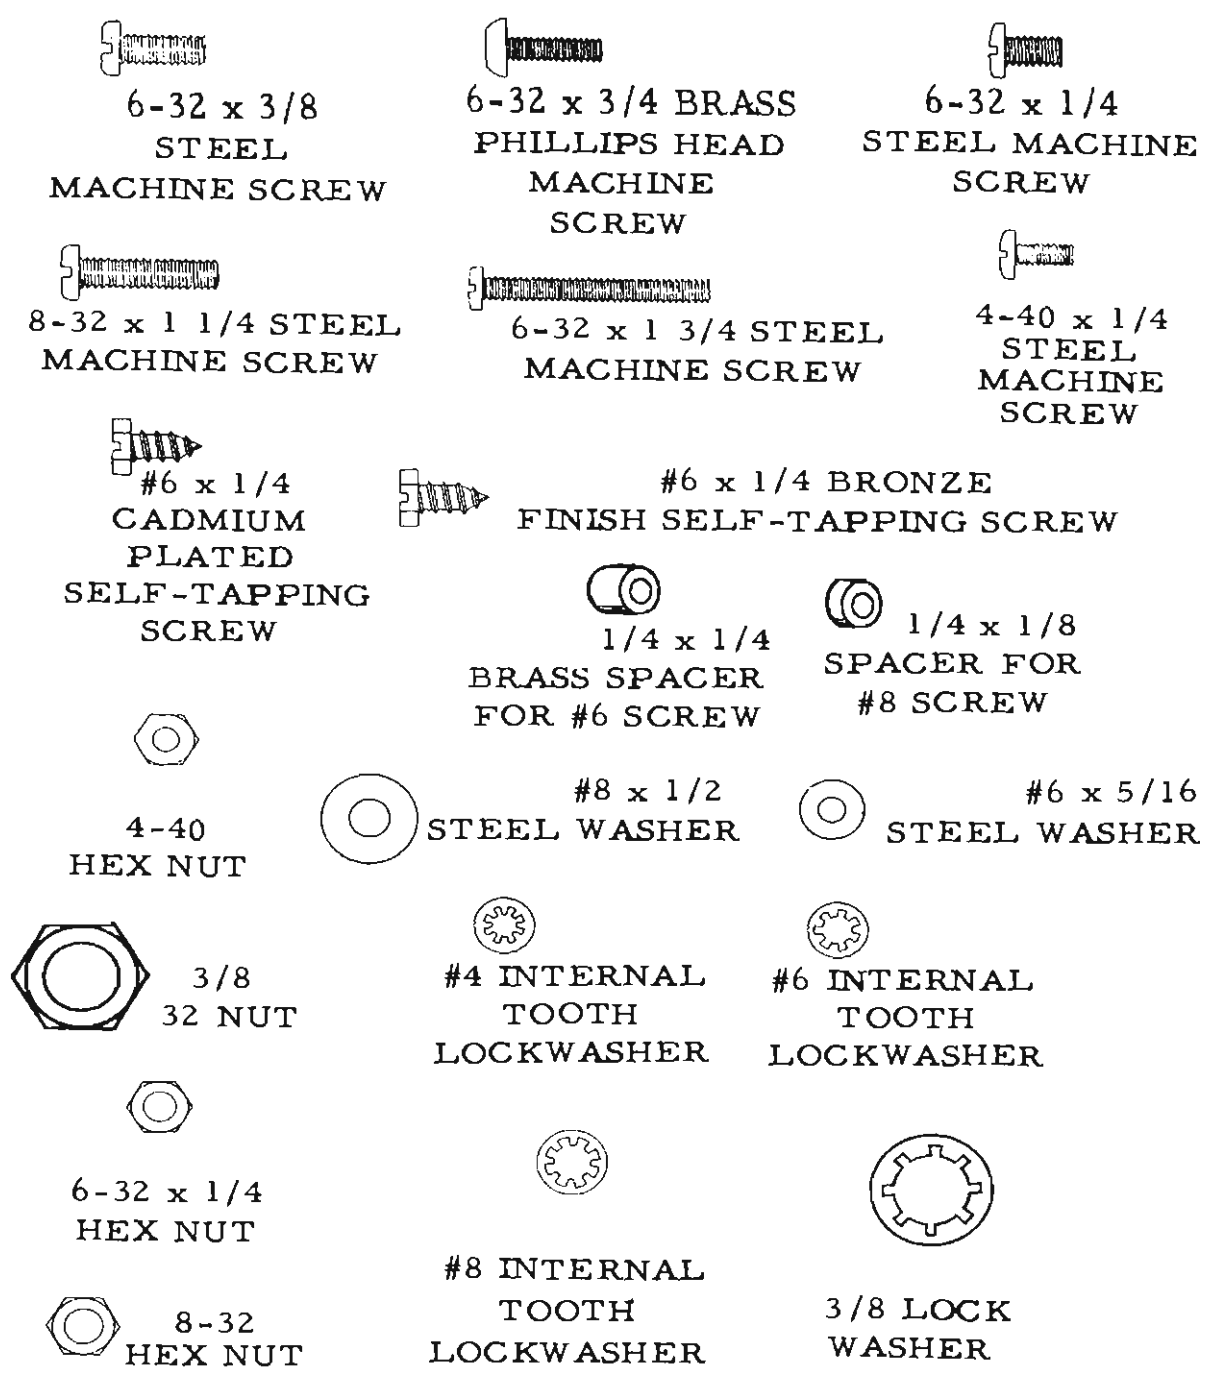 6-32 x 3/8
STEEL
MACHINE SCREW
6-32 x 3/4 BRASS
PHILLIPS HEAD
MACHINE
SCREW
6-32 x 1/4
STEEL MACHINE
SCREW
8-32 x 1 1/4 STEEL
MACHINE SCREW
6-32 x 1 3/4 STEEL
MACHINE SCREW
4-40 x 1/4
STEEL
MACHINE
SCREW
#6 x 1/4
CADMIUM
PLATED
SELF-TAPPING
SCREW
#6 x 1/4 BRONZE
FINISH SELF-TAPPING SCREW
1/4 x 1/4
BRASS SPACER
FOR #6 SCREW
1/4 x 1/8
SPACER FOR
#8 SCREW
4-40
HEX NUT
#8 x 1/2
STEEL WASHER
#6 x 5/16
STEEL WASHER
3/8
32 NUT
#4 INTERNAL
TOOTH
LOCKWASHER
#6 INTERNAL
TOOTH
LOCKWASHER
6-32 x 1/4
HEX NUT
#8 INTERNAL
TOOTH
LOCKWASHER
3/8 LOCK
WASHER
8-32
HEX NUT